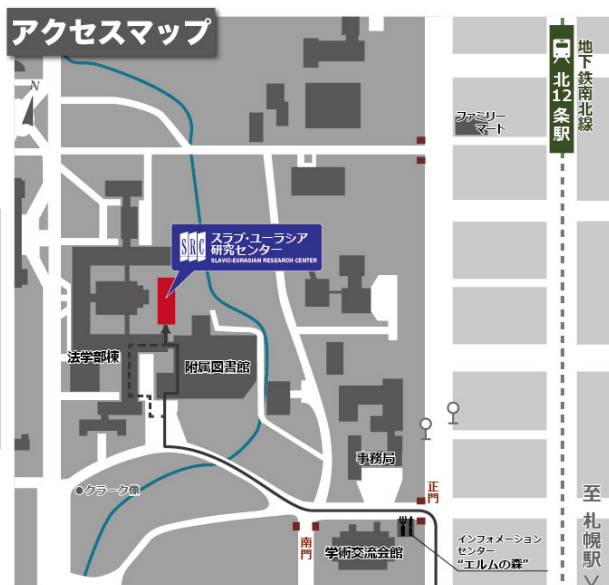 アクセスマップ
N
地下鉄南北線
北12条駅
ファミリー
マート
SRC
スラブ・ユーラシア
研究センター
SLAVIC-EURASIAN RESEARCH CENTER
法学部棟
附属図書館
事務局
クラーク像
正門
南門
学術交流会館
インフォメーション
センター
“エルムの森”
至札幌駅